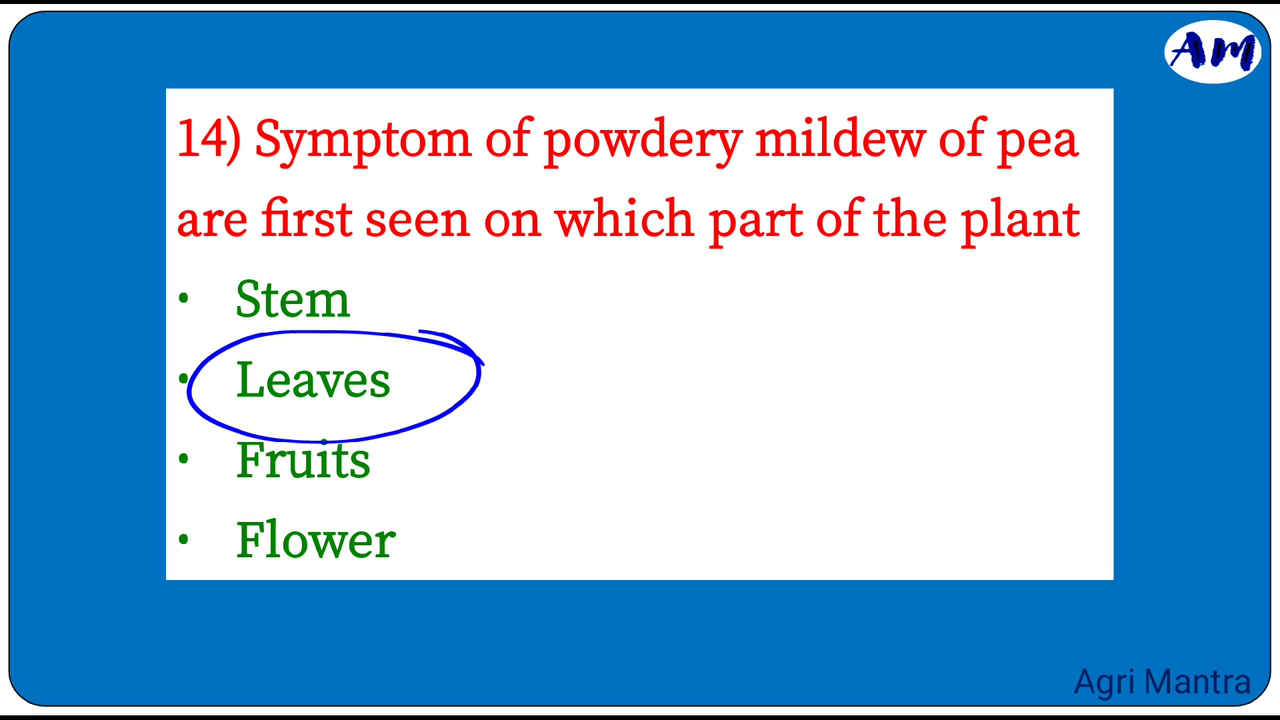 AM
14) Symptom of powdery mildew of pea
are first seen on which part of the plant
• Stem
• Leaves
• Fruits
• Flower
Agri Mantra